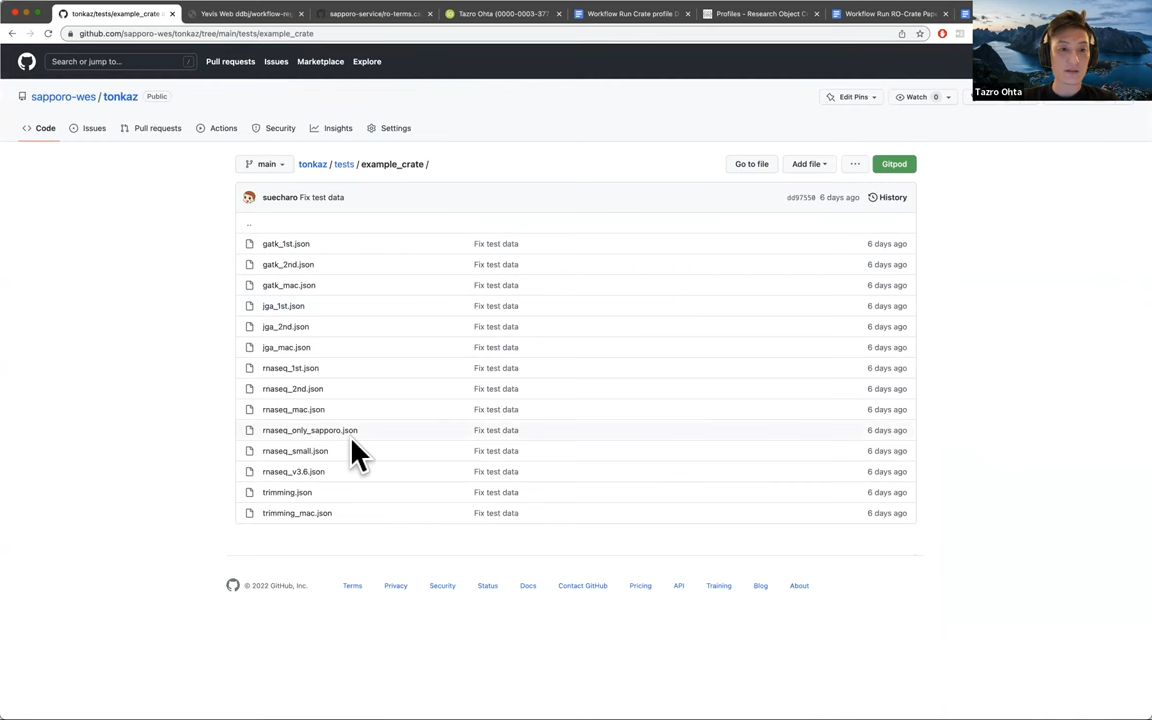 tonkaz/tests/example_crate
Yevis Web ddbj/workflow-re
sapporo-service/ro-terms.cs
Tazro Ohta (0000-0003-377
Workflow Run Crate profile D
Profiles - Research Object C
Workflow Run RO-Crate Pape
github.com/sapporo-wes/tonkaz/tree/main/tests/example_crate
Tazro Ohta
Search or jump to...
/
Pull requests
Issues
Marketplace
Explore
sapporo-wes / tonkaz
Public
Edit Pins
Watch 0
Code
Issues
Pull requests
Actions
Security
Insights
Settings
main
tonkaz / tests / example_crate /
Go to file
Add file
...
Gitpod
suecharo Fix test data
dd97550 6 days ago
History
..
gatk_1st.json Fix test data 6 days ago
gatk_2nd.json Fix test data 6 days ago
gatk_mac.json Fix test data 6 days ago
jga_1st.json Fix test data 6 days ago
jga_2nd.json Fix test data 6 days ago
jga_mac.json Fix test data 6 days ago
rnaseq_1st.json Fix test data 6 days ago
rnaseq_2nd.json Fix test data 6 days ago
rnaseq_mac.json Fix test data 6 days ago
rnaseq_only_sapporo.json Fix test data 6 days ago
rnaseq_small.json Fix test data 6 days ago
rnaseq_v3.6.json Fix test data 6 days ago
trimming.json Fix test data 6 days ago
trimming_mac.json Fix test data 6 days ago
© 2022 GitHub, Inc.
Terms
Privacy
Security
Status
Docs
Contact GitHub
Pricing
API
Training
Blog
About